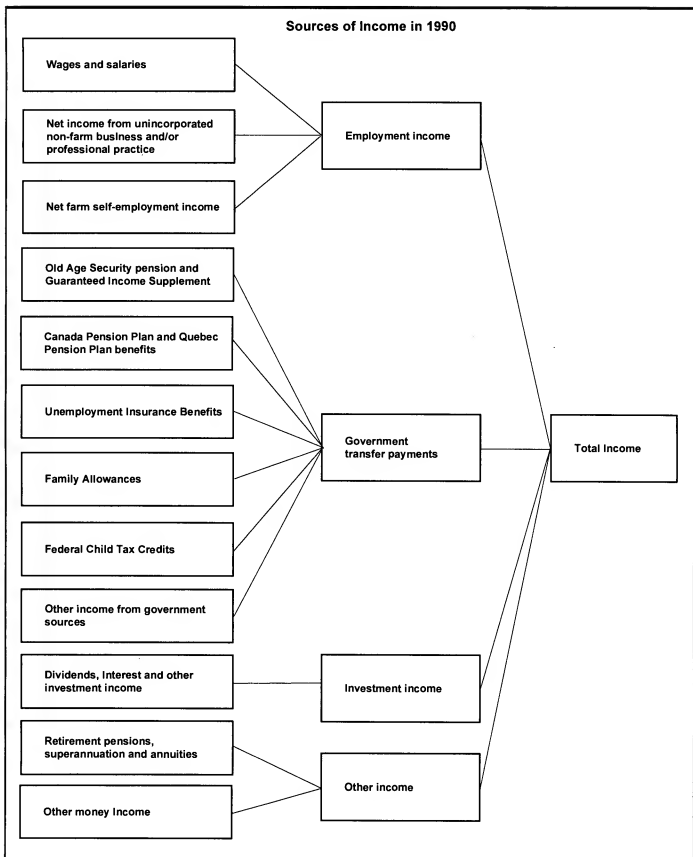 Sources of Income in 1990
Wages and salaries
Net income from unincorporated
non-farm business and/or
professional practice
Net farm self-employment income
Employment income
Old Age Security pension and
Guaranteed Income Supplement
Canada Pension Plan and Quebec
Pension Plan benefits
Unemployment Insurance Benefits
Family Allowances
Federal Child Tax Credits
Other income from government
sources
Government
transfer payments
Total Income
Dividends, Interest and other
investment income
Investment income
Retirement pensions,
superannuation and annuities
Other money Income
Other income